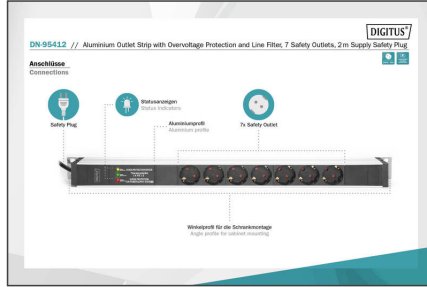 DIGITUS®
DN-95412 // Aluminium Outlet Strip with Overvoltage Protection and Line Filter, 7 Safety Outlets, 2 m Supply Safety Plug
Anschlüsse
Connections
Safety Plug
Statusanzeigen
Status indicators
Aluminiumprofil
Aluminium profile
7x Safety Outlet
Winkelprofil für die Schrankmontage
Angle profile for cabinet mounting